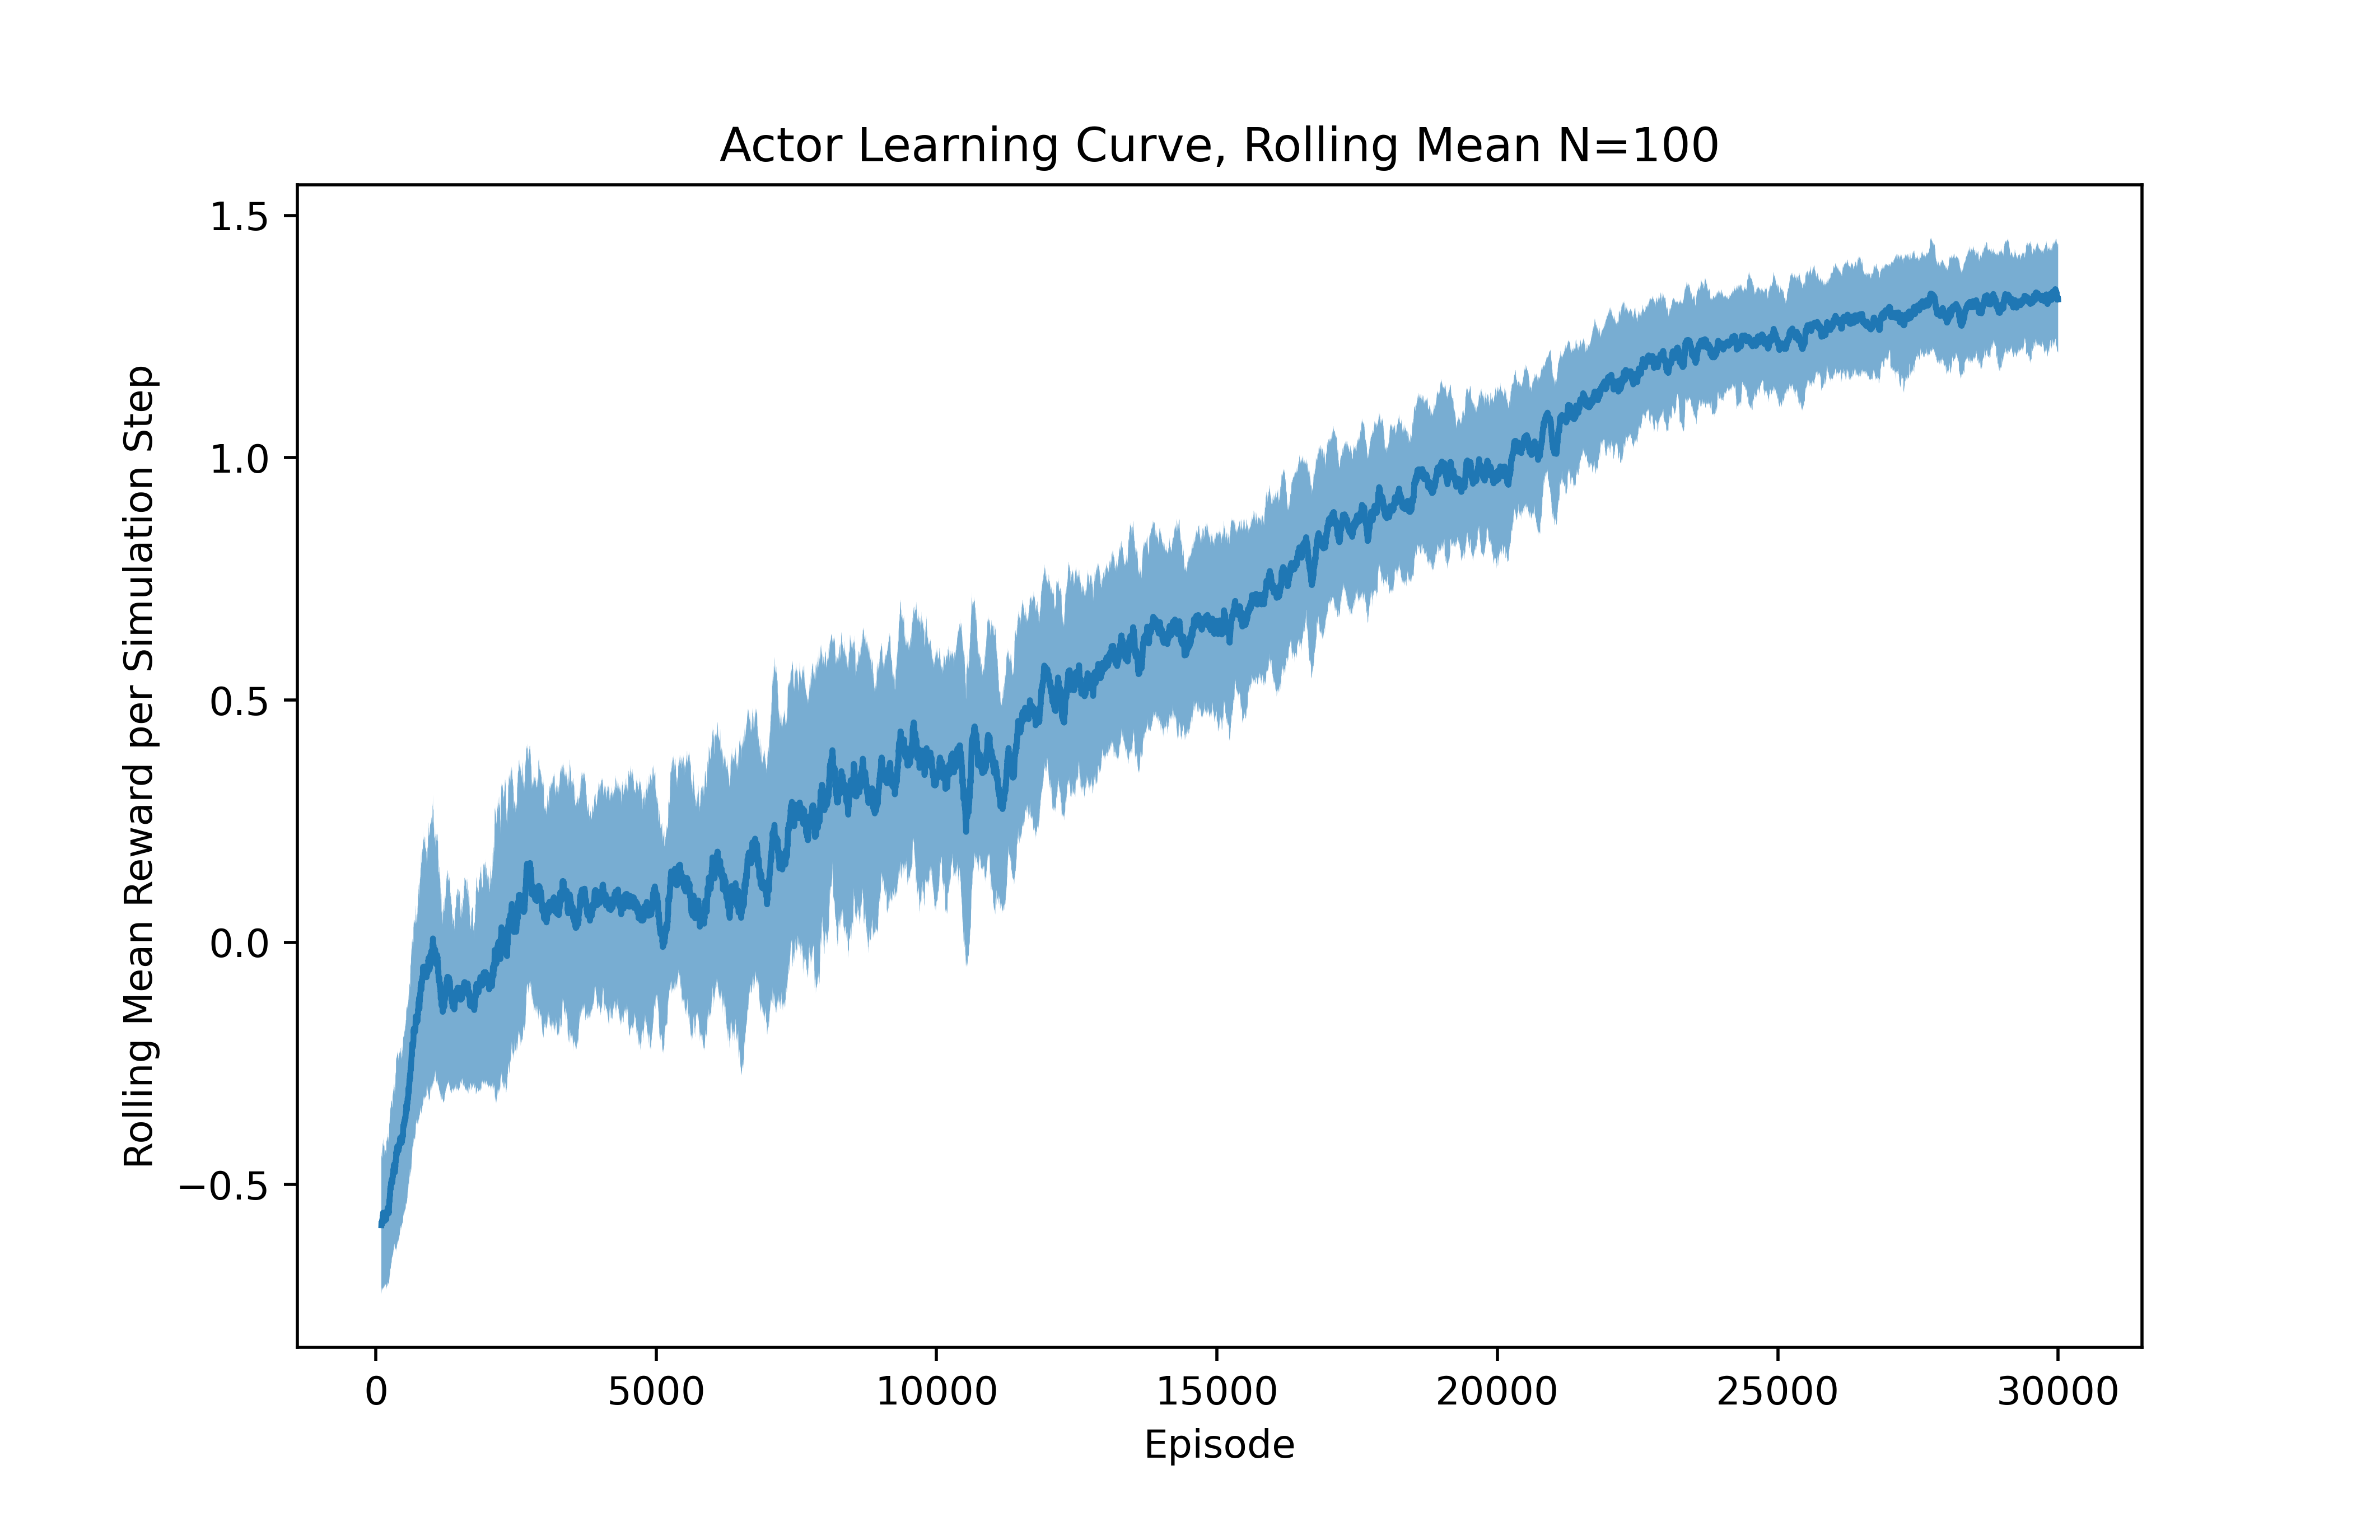 Actor Learning Curve, Rolling Mean N=100
Rolling Mean Reward per Simulation Step
1.5
1.0
0.5
0.0
−0.5
0 5000 10000 15000 20000 25000 30000
Episode